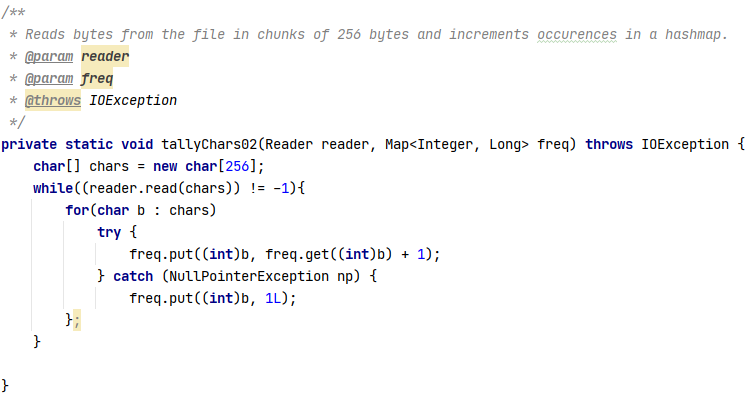 /**
 * Reads bytes from the file in chunks of 256 bytes and increments occurences in a hashmap.
 * @param reader
 * @param freq
 * @throws IOException
 */
private static void tallyChars02(Reader reader, Map<Integer, Long> freq) throws IOException {
    char[] chars = new char[256];
    while((reader.read(chars)) != -1){
        for(char b : chars)
            try {
                freq.put((int)b, freq.get((int)b) + 1);
            } catch (NullPointerException np) {
                freq.put((int)b, 1L);
        };
    }
}